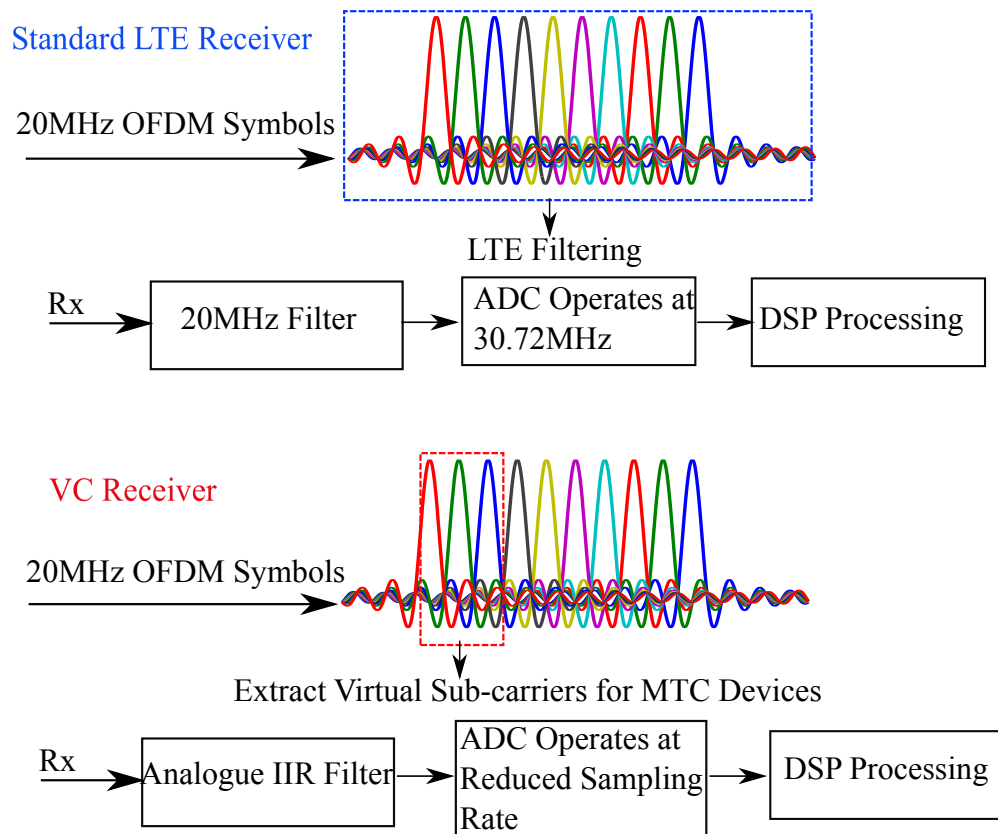 Standard LTE Receiver
20MHz OFDM Symbols
LTE Filtering
Rx
20MHz Filter
ADC Operates at
30.72MHz
DSP Processing
VC Receiver
20MHz OFDM Symbols
Extract Virtual Sub-carriers for MTC Devices
Rx
Analogue IIR Filter
ADC Operates at
Reduced Sampling
Rate
DSP Processing